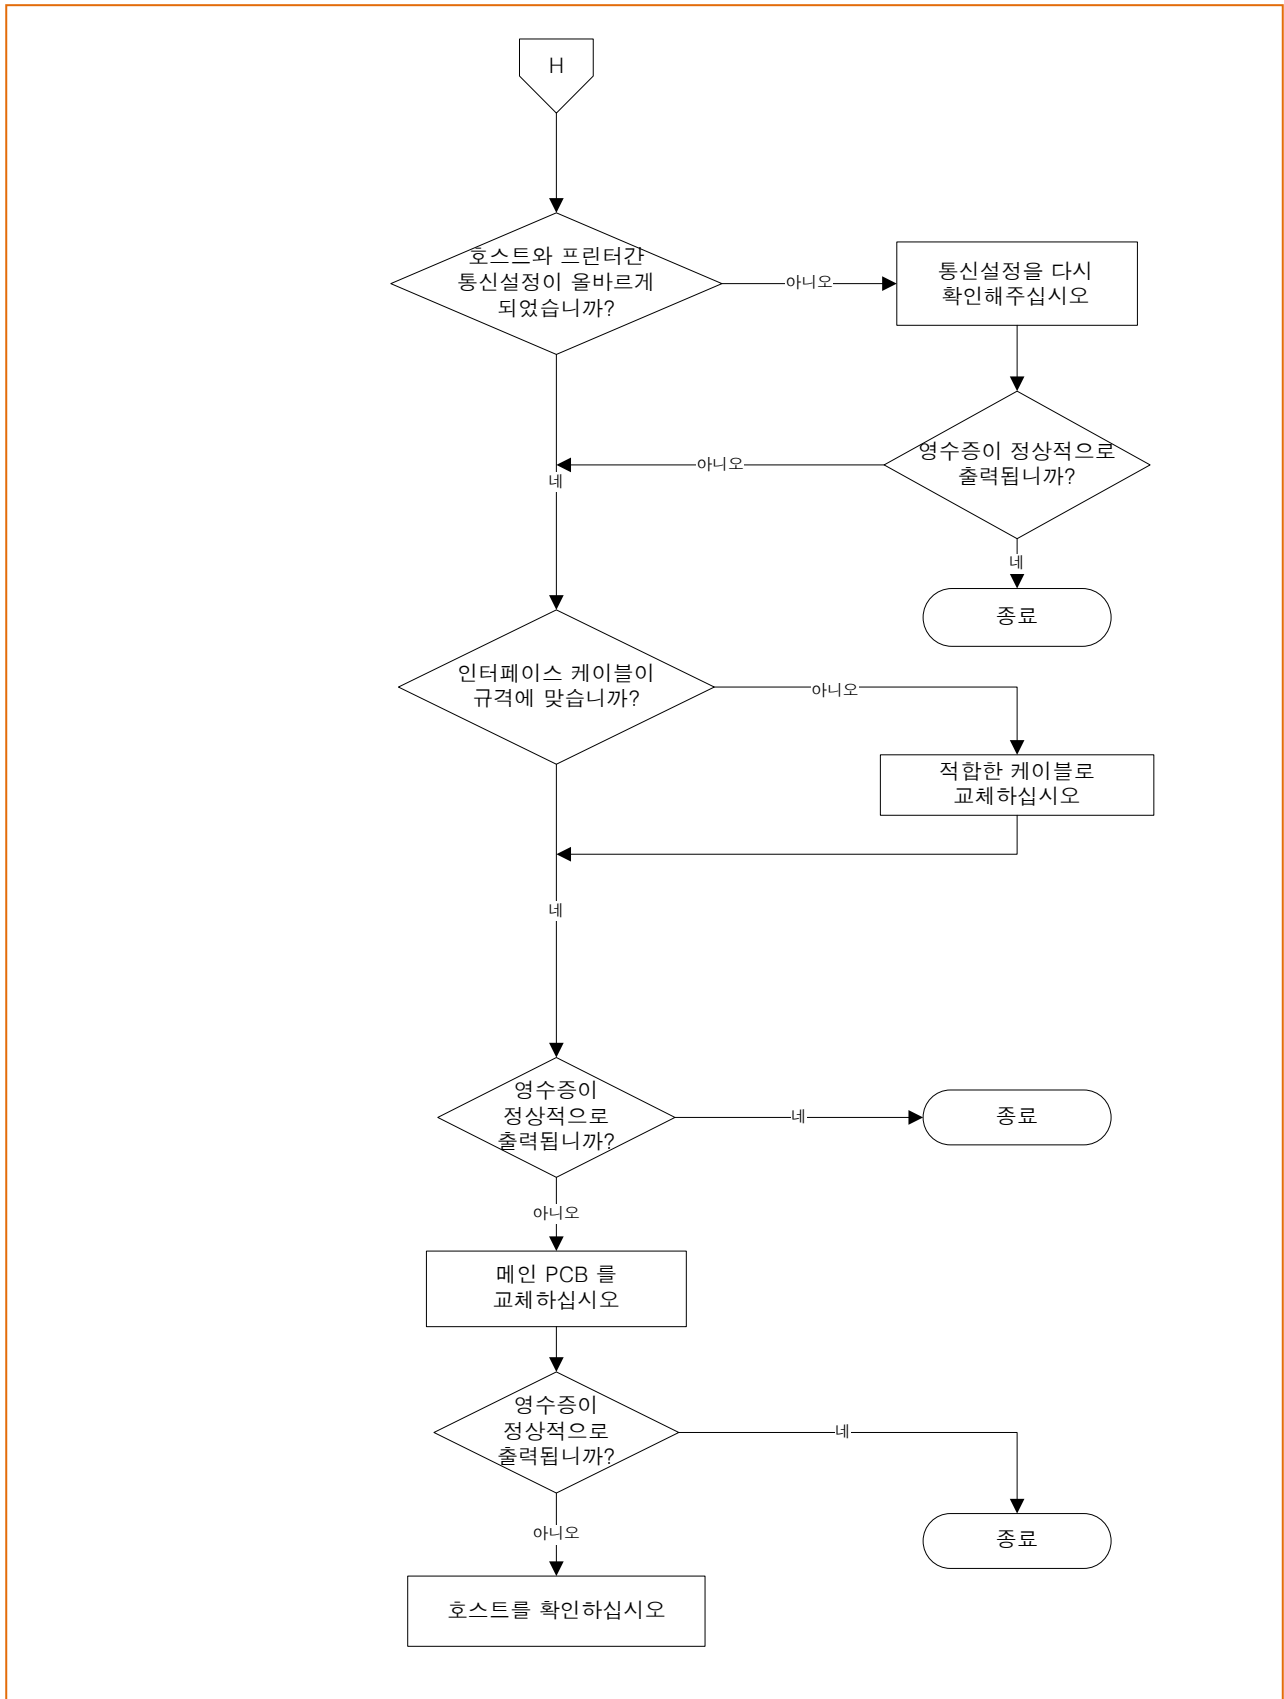 H
호스트와 프린터간
통신설정이 올바르게
되었습니까?
아니오
통신설정을 다시
확인해주십시오
영수증이 정상적으로
출력됩니까?
아니오
네
네
종료
인터페이스 케이블이
규격에 맞습니까?
아니오
적합한 케이블로
교체하십시오
네
영수증이
정상적으로
출력됩니까?
네
종료
아니오
메인 PCB 를
교체하십시오
영수증이
정상적으로
출력됩니까?
네
아니오
종료
호스트를 확인하십시오